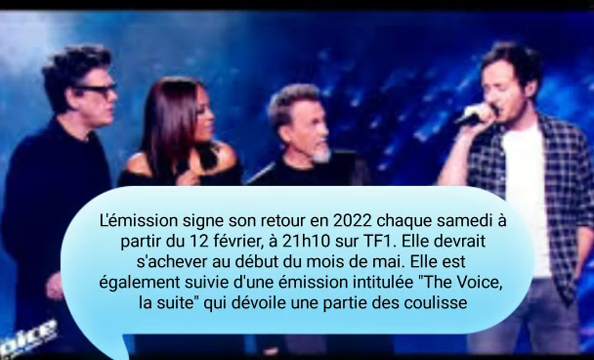 L'émission signe son retour en 2022 chaque samedi à
partir du 12 février, à 21h10 sur TF1. Elle devrait
s'achever au début du mois de mai. Elle est
également suivie d'une émission intitulée "The Voice,
la suite" qui dévoile une partie des coulisse
oice